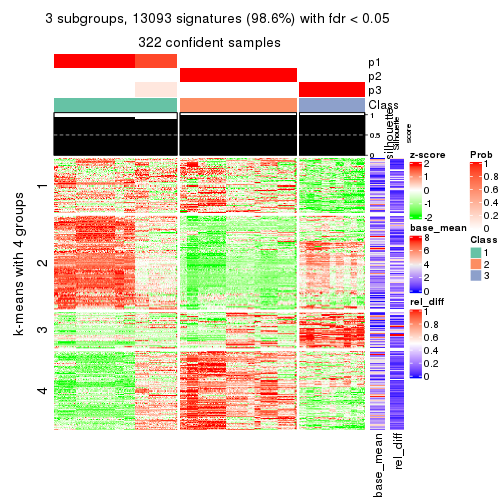 3 subgroups, 13093 signatures (98.6%) with fdr < 0.05
322 confident samples
p1
p2
p3
Class
1
0.5
0
silhouette
Silhouette
score
k-means with 4 groups
1
2
3
4
base_mean
rel_diff
z-score
2
1
0
-1
-2
base_mean
8
6
4
2
0
rel_diff
1
0.8
0.6
0.4
0.2
0
Prob
1
0.8
0.6
0.4
0.2
0
Class
1
2
3